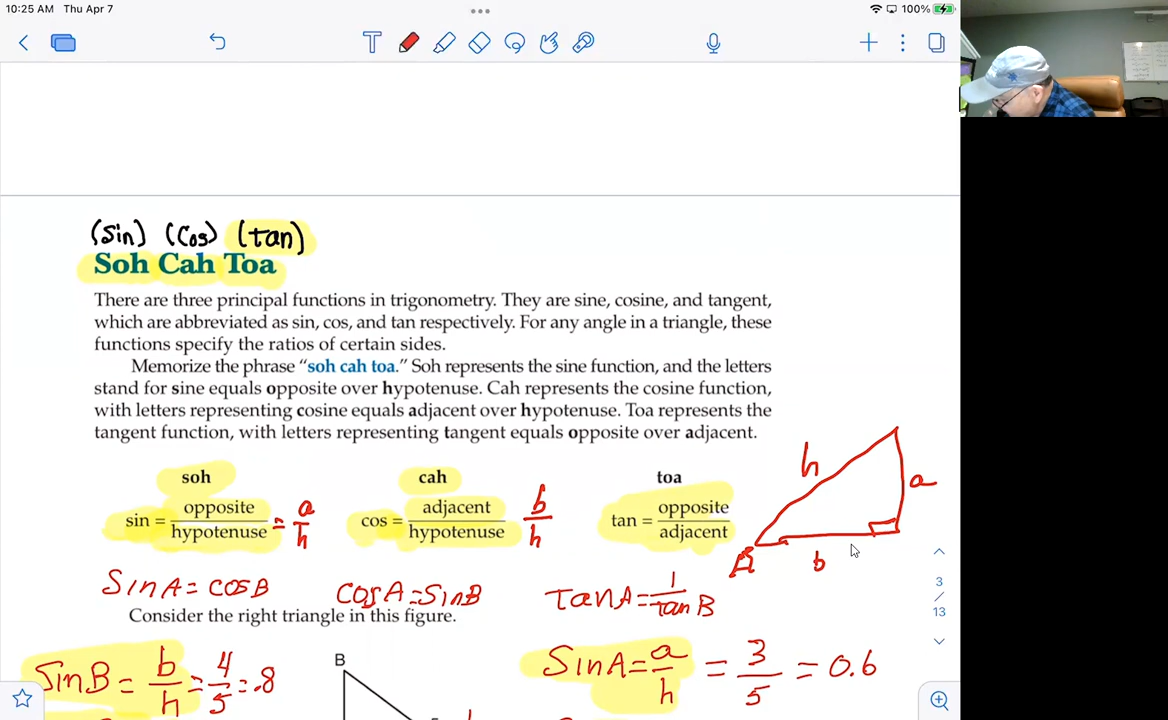 10:25 AM Thu Apr 7
100%
(Sin) (Cos) (tan)
Soh Cah Toa
There are three principal functions in trigonometry. They are sine, cosine, and tangent,
which are abbreviated as sin, cos, and tan respectively. For any angle in a triangle, these
functions specify the ratios of certain sides.
Memorize the phrase “soh cah toa.” Soh represents the sine function, and the letters
stand for sine equals opposite over hypotenuse. Cah represents the cosine function,
with letters representing cosine equals adjacent over hypotenuse. Toa represents the
tangent function, with letters representing tangent equals opposite over adjacent.
h
a
b
A
soh cah toa
sin = opposite / hypotenuse = a / h
cos = adjacent / hypotenuse b / h
tan = opposite / adjacent
SinA = cosB
cosA = SinB
TanA = 1 / tan B
Consider the right triangle in this figure.
SinB = b / h = 4 / 5 = .8
B
SinA = a / h = 3 / 5 = 0.6
3
/
13